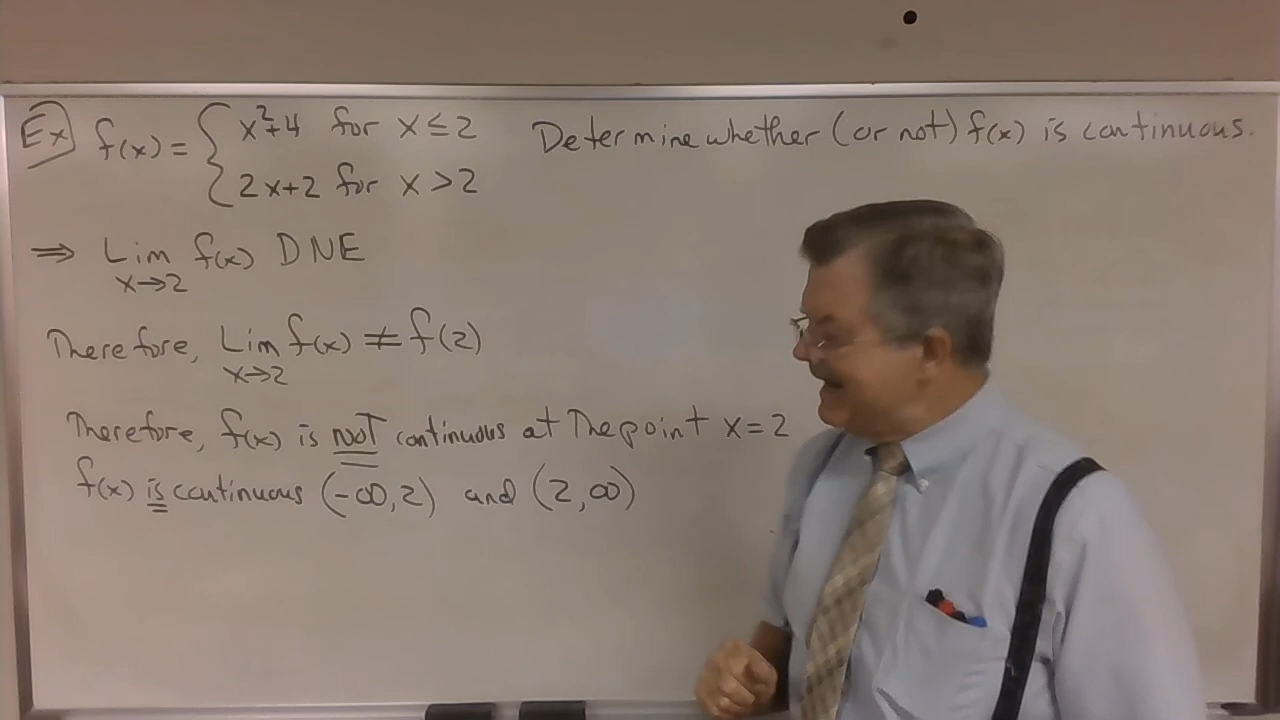 Ex f(x) = { x²+4 for x ≤ 2 Determine whether (or not) f(x) is continuous.
2x+2 for x > 2
⇒ Lim f(x) DNE
x→2
Therefore, Lim f(x) ≠ f(2)
x→2
Therefore, f(x) is NOT continuous at The point x = 2
f(x) is continuous (-∞,2) and (2,∞)